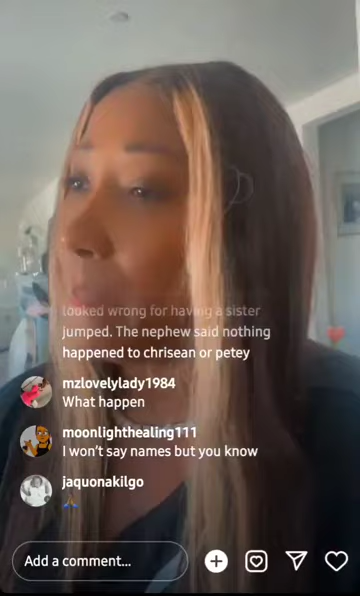 looked wrong for having a sister
jumped. The nephew said nothing
happened to chrisean or petey
mzlovelylady1984
What happen
moonlighthealing111
I won't say names but you know
jaquonakilgo
🙏🏾
Add a comment...